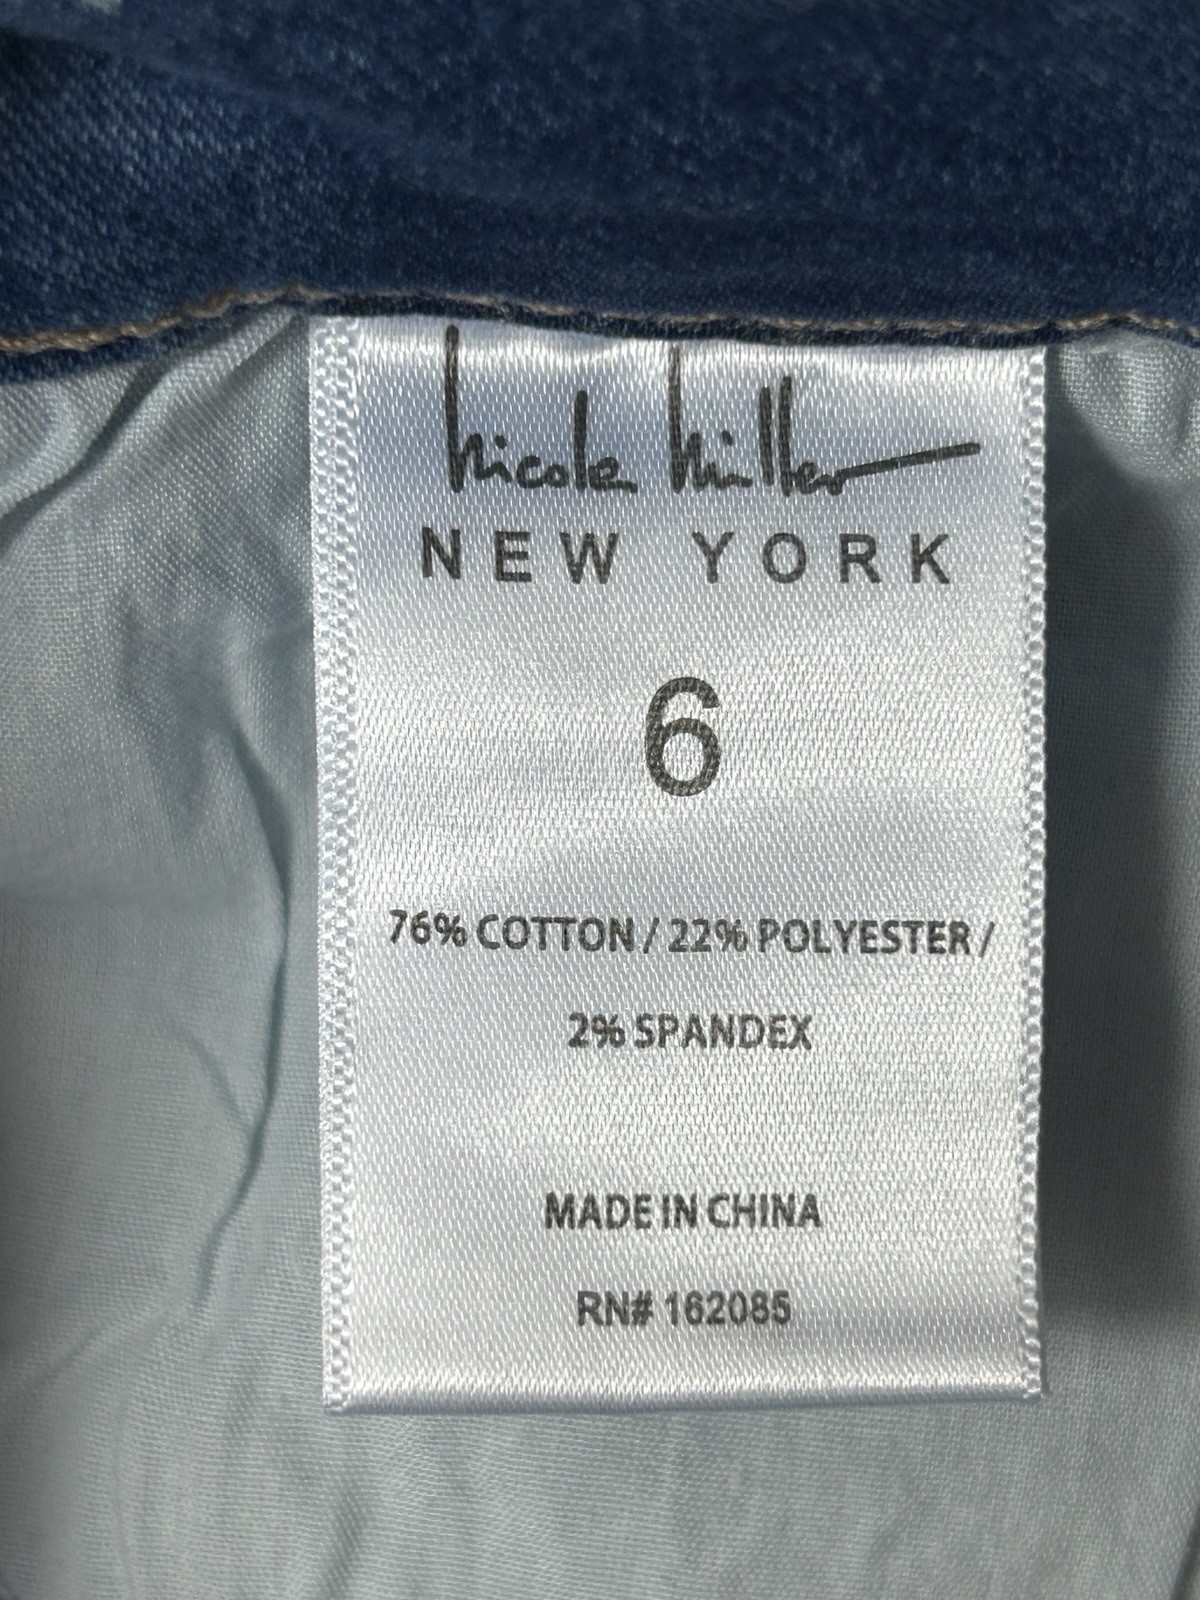 Nicole Miller
NEW YORK
6
76% COTTON / 22% POLYESTER /
2% SPANDEX
MADE IN CHINA
RN# 162085